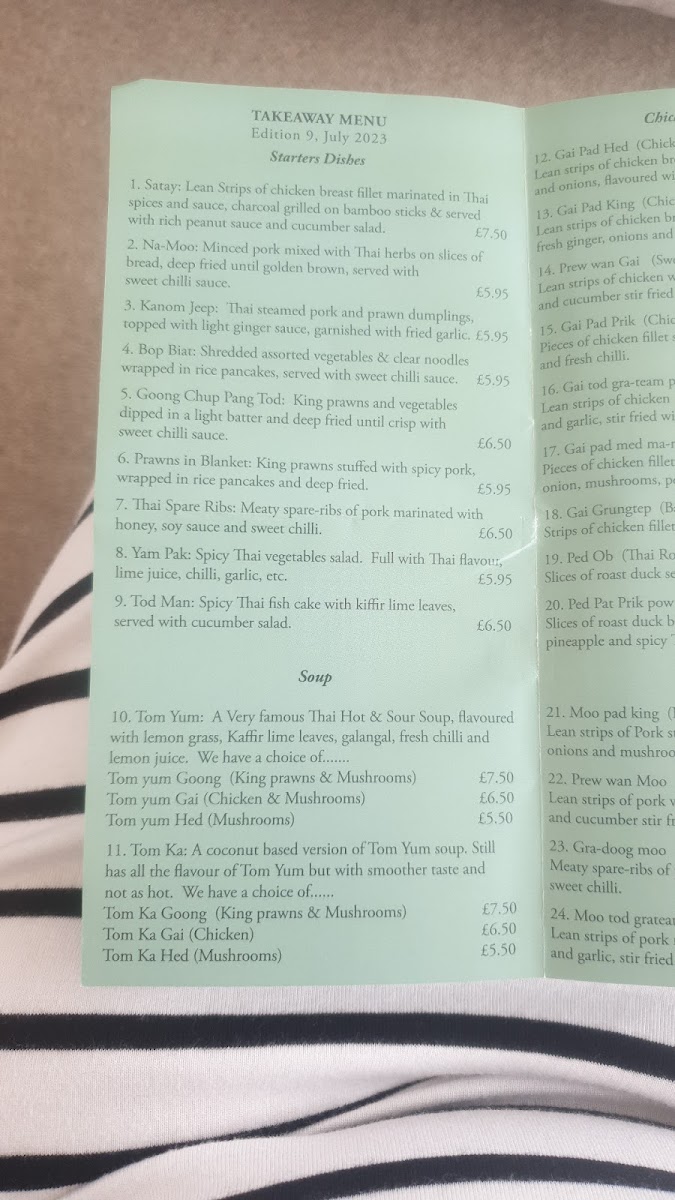 TAKEAWAY MENU
Edition 9, July 2023
Starters Dishes
1. Satay: Lean Strips of chicken breast fillet marinated in Thai
spices and sauce, charcoal grilled on bamboo sticks & served
with rich peanut sauce and cucumber salad. £7.50
2. Na-Moo: Minced pork mixed with Thai herbs on slices of
bread, deep fried until golden brown, served with
sweet chilli sauce. £5.95
3. Kanom Jeep: Thai steamed pork and prawn dumplings,
topped with light ginger sauce, garnished with fried garlic. £5.95
4. Bop Biat: Shredded assorted vegetables & clear noodles
wrapped in rice pancakes, served with sweet chilli sauce. £5.95
5. Goong Chup Pang Tod: King prawns and vegetables
dipped in a light batter and deep fried until crisp with
sweet chilli sauce. £6.50
6. Prawns in Blanket: King prawns stuffed with spicy pork,
wrapped in rice pancakes and deep fried. £5.95
7. Thai Spare Ribs: Meaty spare-ribs of pork marinated with
honey, soy sauce and sweet chilli. £6.50
8. Yam Pak: Spicy Thai vegetables salad. Full with Thai flavour,
lime juice, chilli, garlic, etc. £5.95
9. Tod Man: Spicy Thai fish cake with kiffir lime leaves,
served with cucumber salad. £6.50
Soup
10. Tom Yum: A Very famous Thai Hot & Sour Soup, flavoured
with lemon grass, Kaffir lime leaves, galangal, fresh chilli and
lemon juice. We have a choice of.......
Tom yum Goong (King prawns & Mushrooms) £7.50
Tom yum Gai (Chicken & Mushrooms) £6.50
Tom yum Hed (Mushrooms) £5.50
11. Tom Ka: A coconut based version of Tom Yum soup. Still
has all the flavour of Tom Yum but with smoother taste and
not as hot. We have a choice of......
Tom Ka Goong (King prawns & Mushrooms) £7.50
Tom Ka Gai (Chicken) £6.50
Tom Ka Hed (Mushrooms) £5.50
12. Gai Pad Hed (Chick
Lean strips of chicken br
and onions, flavoured wi
13. Gai Pad King (Chic
Lean strips of chicken br
fresh ginger, onions and
14. Prew wan Gai (Swe
Lean strips of chicken w
and cucumber stir fried
15. Gai Pad Prik (Chic
Pieces of chicken fillet s
and fresh chilli.
16. Gai tod gra-team p
Lean strips of chicken
and garlic, stir fried wi
17. Gai pad med ma-
Pieces of chicken fillet
onion, mushrooms, p
18. Gai Grungtep (B
Strips of chicken fillet
19. Ped Ob (Thai Ro
Slices of roast duck se
20. Ped Pat Prik pow
Slices of roast duck b
pineapple and spicy
21. Moo pad king (
Lean strips of Pork s
onions and mushroo
22. Prew wan Moo
Lean strips of pork
and cucumber stir fr
23. Gra-doog moo
Meaty spare-ribs of
sweet chilli.
24. Moo tod gratea
Lean strips of pork
and garlic, stir fried